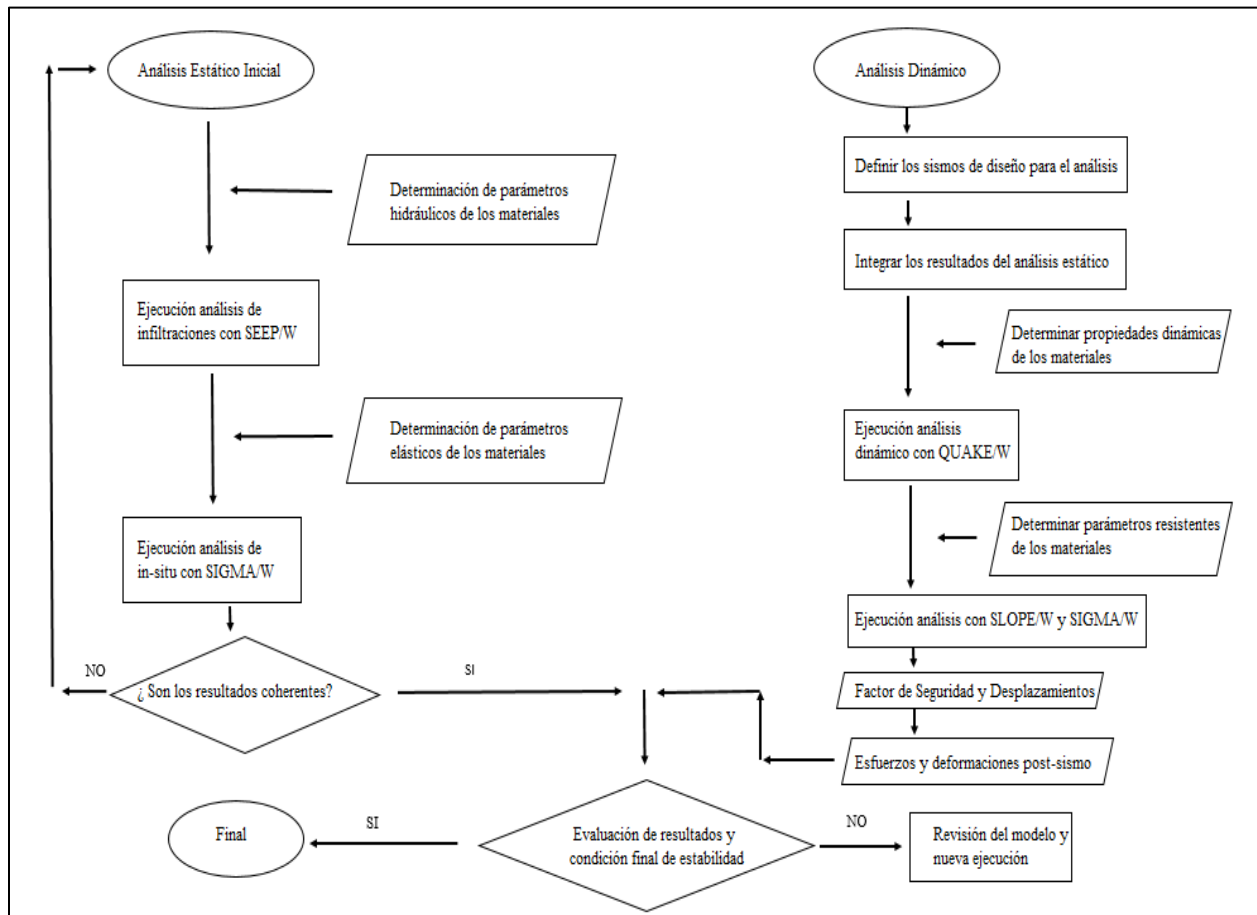 Análisis Estático Inicial
Determinación de parámetros
hidráulicos de los materiales
Ejecución análisis de
infiltraciones con SEEP/W
Determinación de parámetros
elásticos de los materiales
Ejecución análisis de
in-situ con SIGMA/W
¿ Son los resultados coherentes?
NO
SI
Análisis Dinámico
Definir los sismos de diseño para el análisis
Integrar los resultados del análisis estático
Determinar propiedades dinámicas
de los materiales
Ejecución análisis
dinámico con QUAKE/W
Determinar parámetros resistentes
de los materiales
Ejecución análisis con SLOPE/W y SIGMA/W
Factor de Seguridad y Desplazamientos
Esfuerzos y deformaciones post-sismo
Evaluación de resultados y
condición final de estabilidad
SI
Final
NO
Revisión del modelo y
nueva ejecución